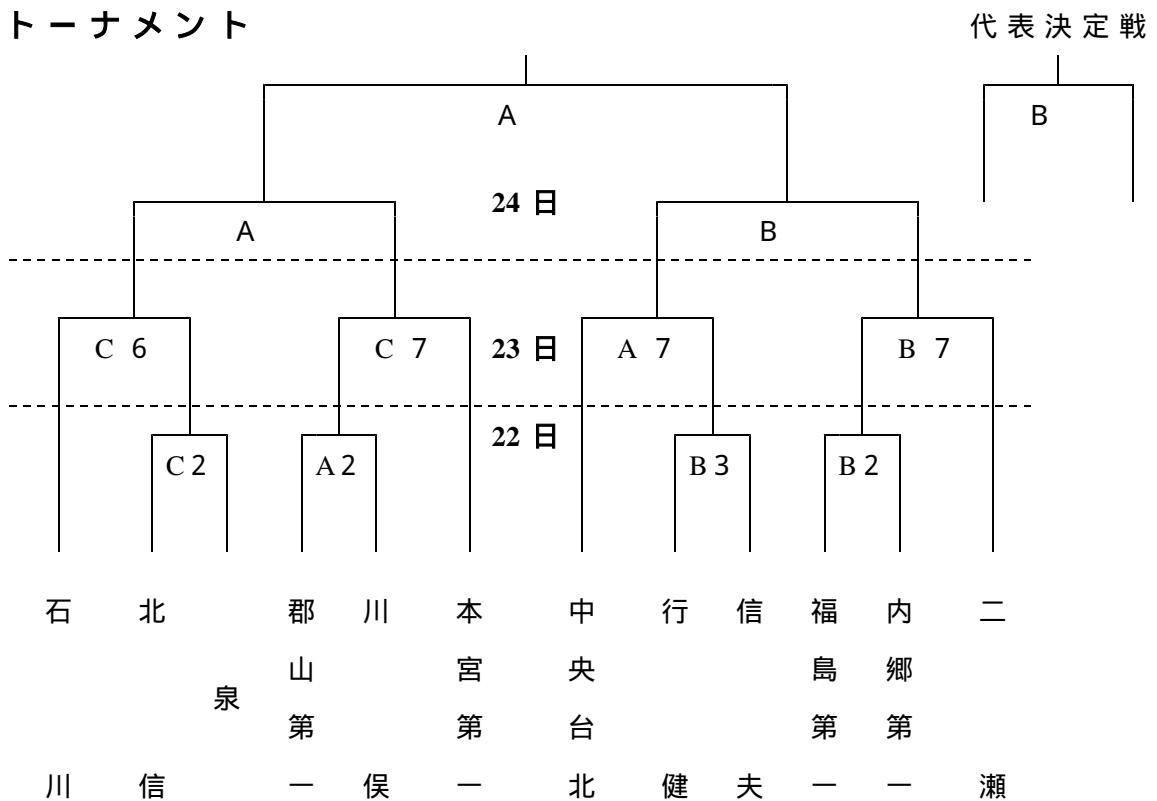 トーナメント 代表決定戦
A B
24 日
A B
C 6 C 7 23 日 A 7 B 7
22 日
C 2 A 2 B 3 B 2
石川
北信
泉
郡山第一
川俣
本宮第一
中央台北
行健
信夫
福島第一
内郷第一
二瀬